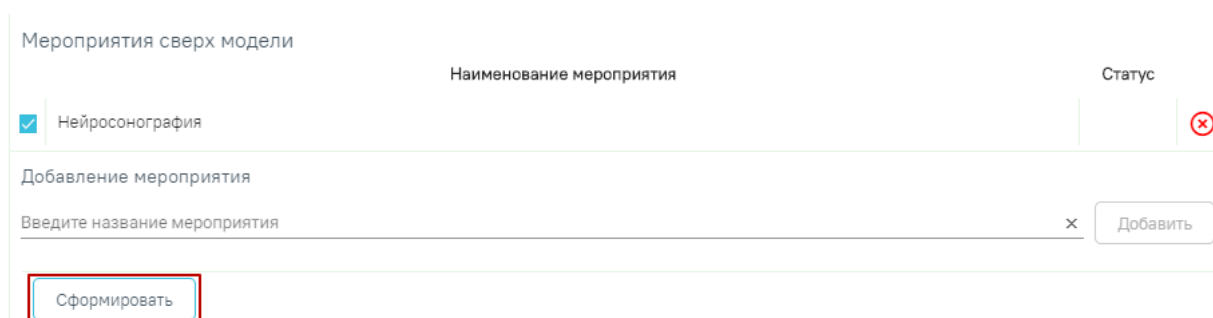 Мероприятия сверх модели
Наименование мероприятия Статус
Нейросонография
Добавление мероприятия
Введите название мероприятия Добавить
Сформировать